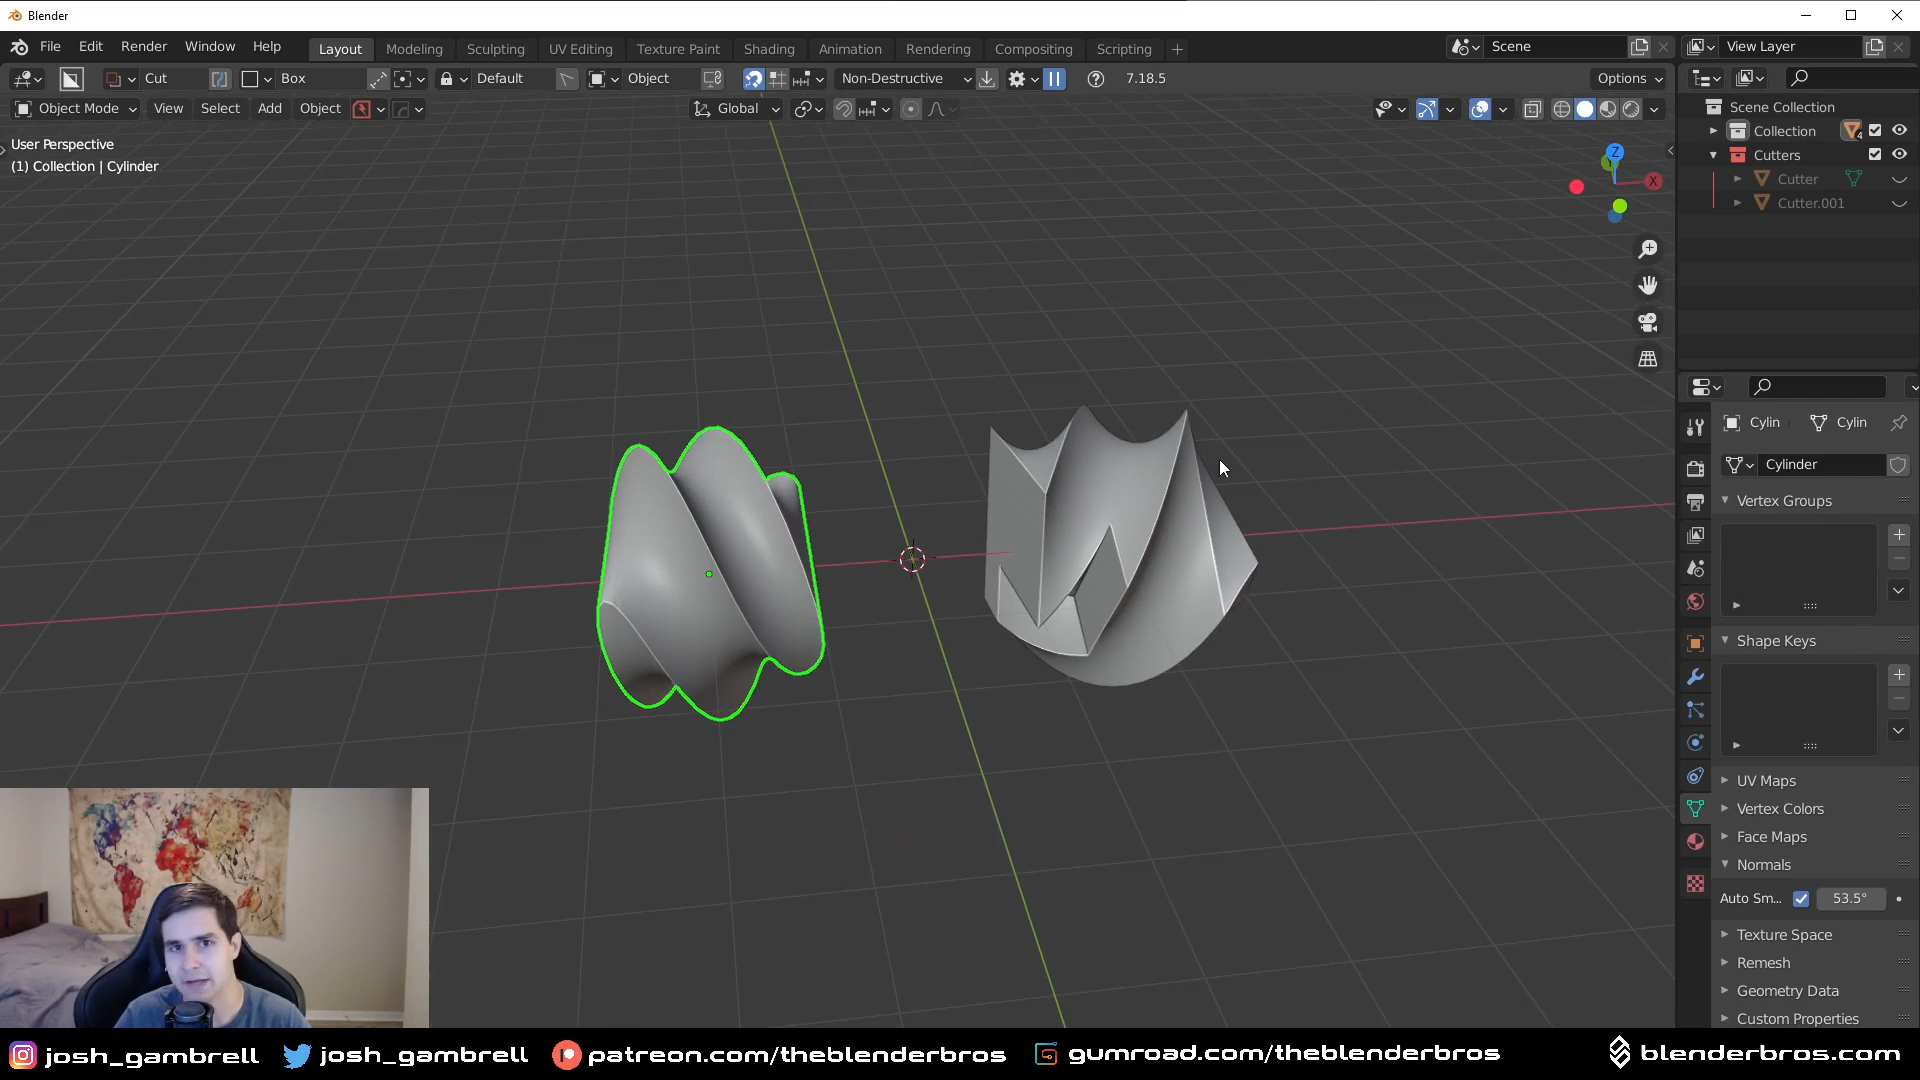 Blender
File Edit Render Window Help
Layout Modeling Sculpting UV Editing Texture Paint Shading Animation Rendering Compositing Scripting +
Scene
View Layer
Cut Box Default Object Non-Destructive 7.18.5 Options
Object Mode View Select Add Object Global
User Perspective
(1) Collection | Cylinder
Z
X
Scene Collection
Collection 4
Cutters
Cutter
Cutter.001
Cylin Cylin
Cylinder
Vertex Groups
Shape Keys
UV Maps
Vertex Colors
Face Maps
Normals
Auto Sm... 53.5°
Texture Space
Remesh
Geometry Data
Custom Properties
josh_gambrell josh_gambrell patreon.com/theblenderbros gumroad.com/theblenderbros blenderbros.com